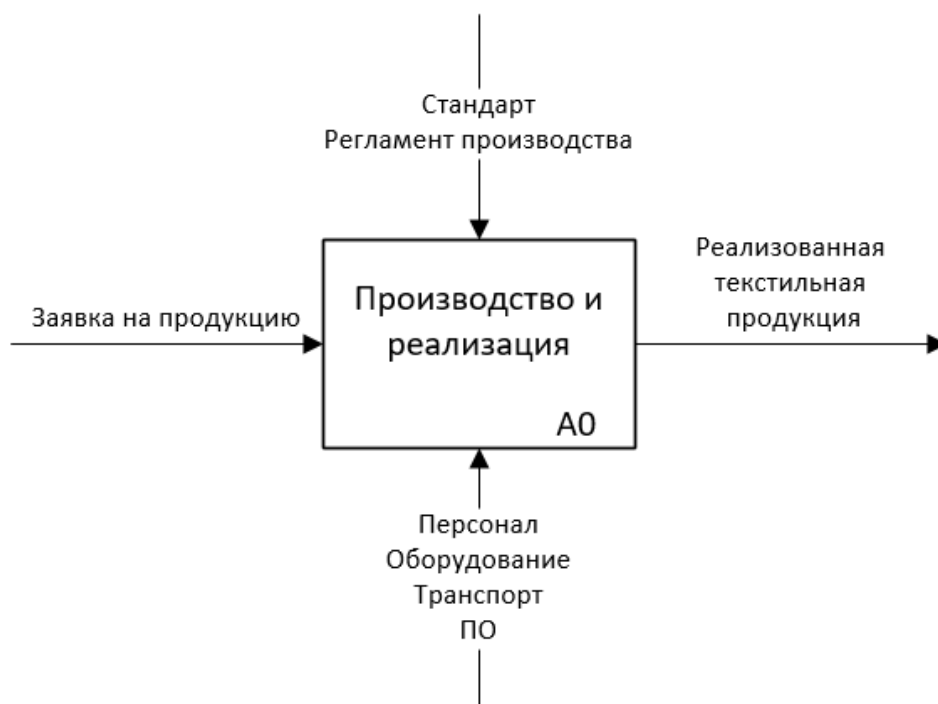 Стандарт
Регламент производства
Заявка на продукцию
Производство и
реализация
А0
Реализованная
текстильная
продукция
Персонал
Оборудование
Транспорт
ПО